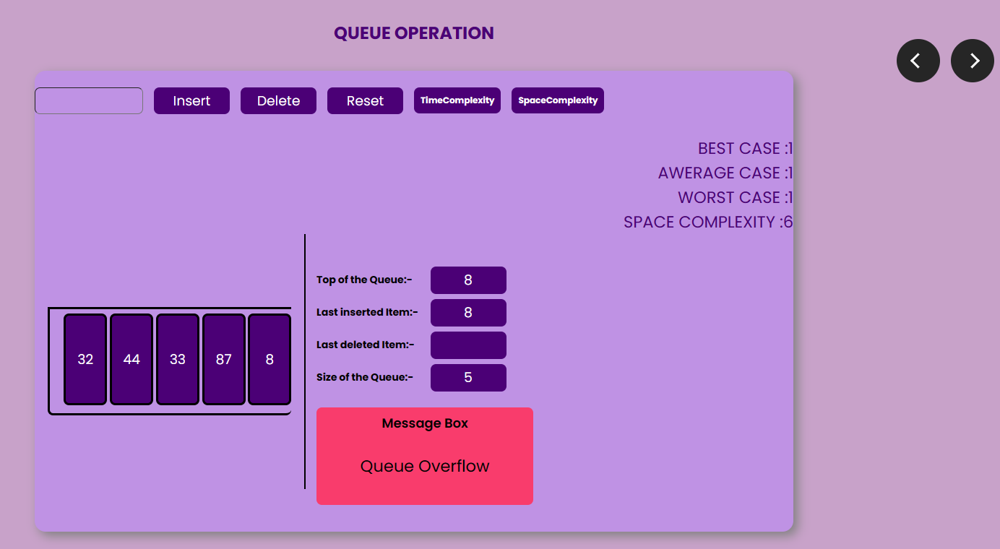 QUEUE OPERATION
Insert Delete Reset TimeComplexity SpaceComplexity
BEST CASE :1
AWERAGE CASE :1
WORST CASE :1
SPACE COMPLEXITY :6
32 44 33 87 8
Top of the Queue:- 8
Last inserted Item:- 8
Last deleted Item:-
Size of the Queue:- 5
Message Box
Queue Overflow